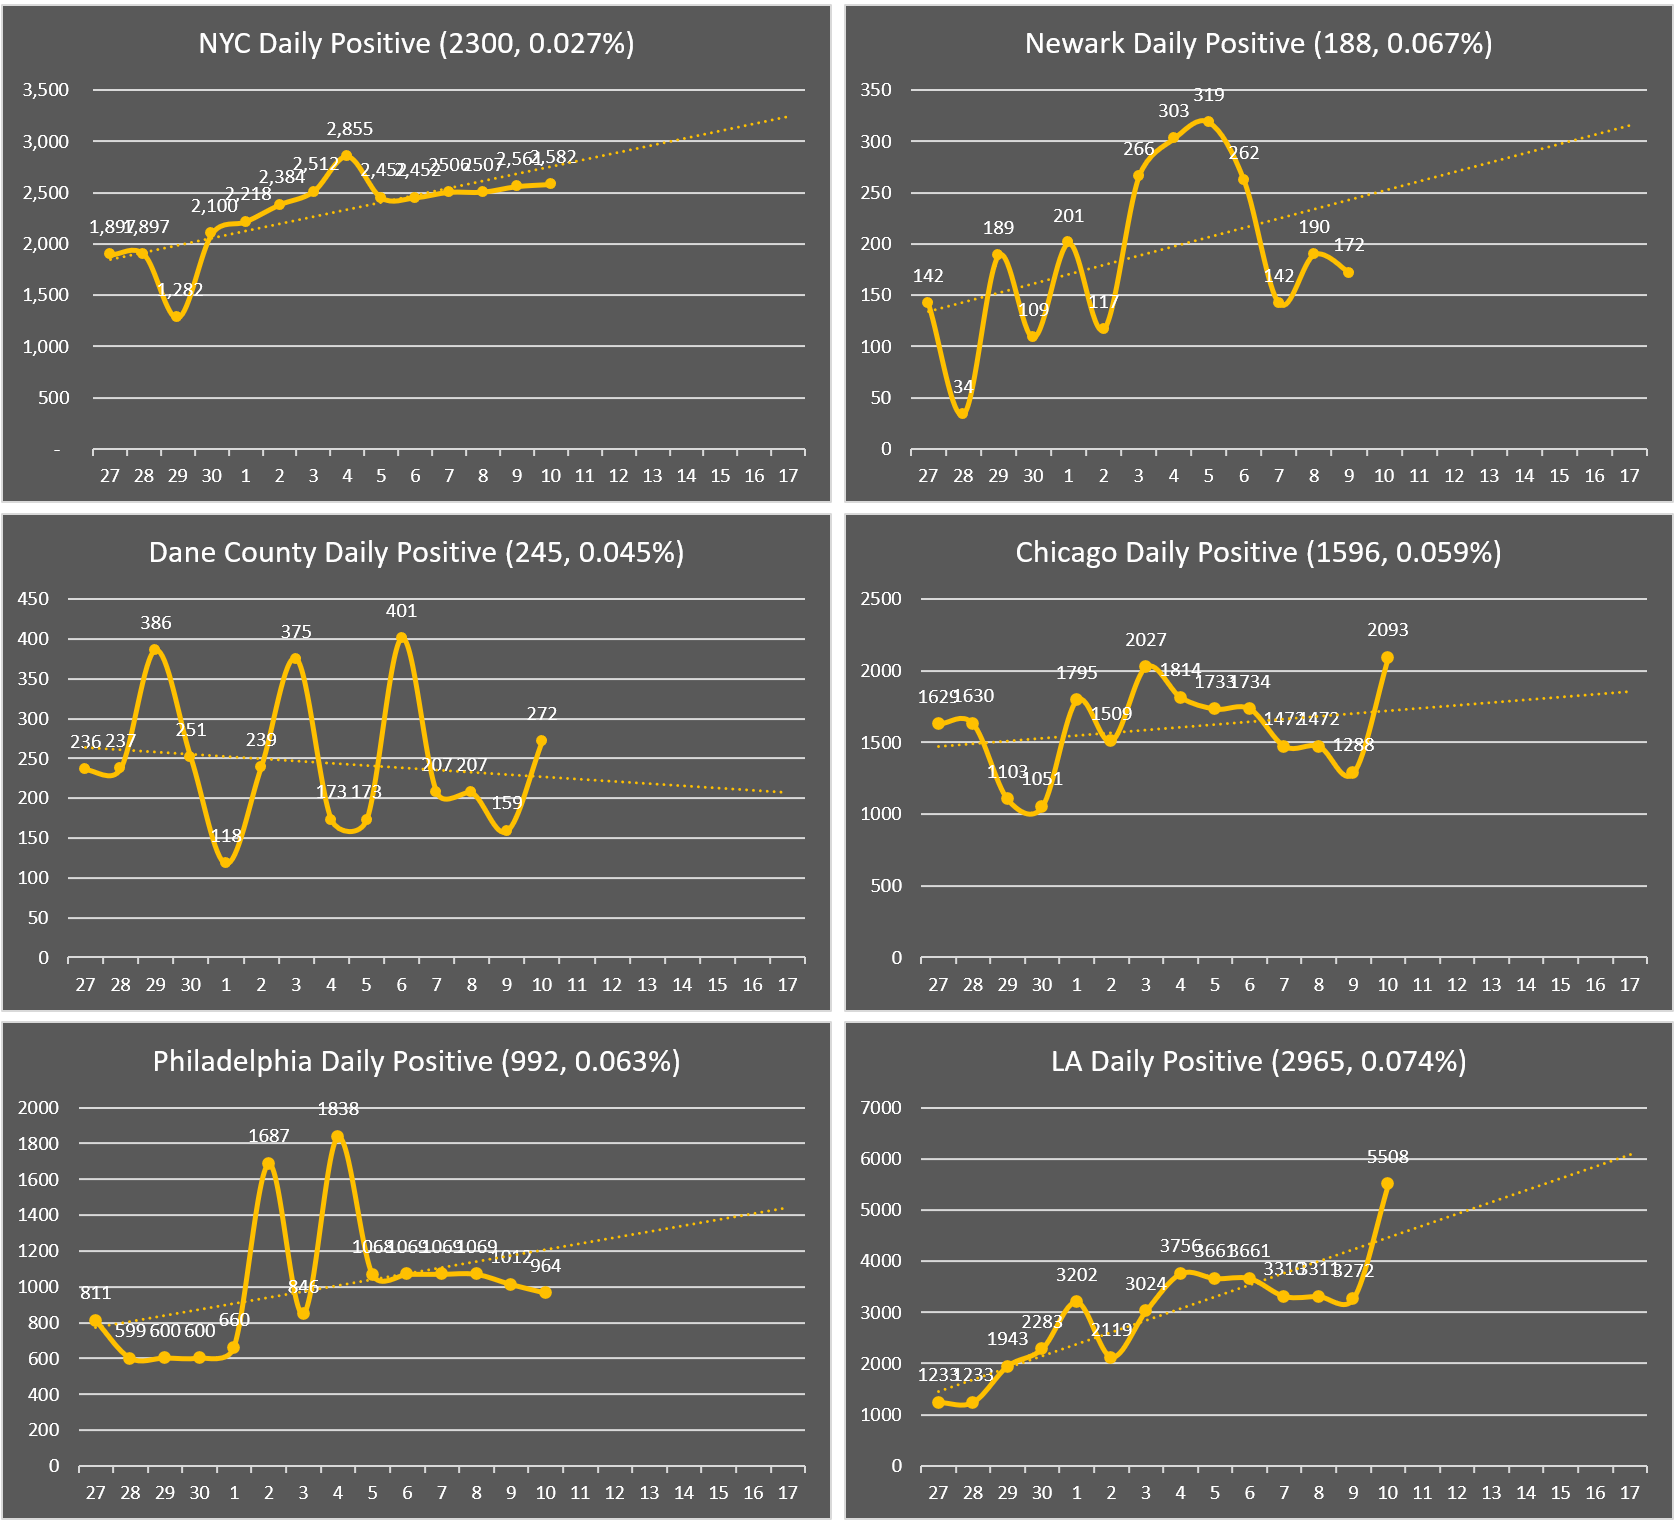 NYC Daily Positive (2300, 0.027%)
3,500
3,000
2,500
2,000
1,500
1,000
500
-
1,897 1,897 1,282 2,100 2,218 2,384 2,512 2,855 2,452 2,452 2506 2507 2,561 2,582
27 28 29 30 1 2 3 4 5 6 7 8 9 10 11 12 13 14 15 16 17
Newark Daily Positive (188, 0.067%)
350
300
250
200
150
100
50
0
142 34 189 109 201 117 266 303 319 262 142 190 172
27 28 29 30 1 2 3 4 5 6 7 8 9 10 11 12 13 14 15 16 17
Dane County Daily Positive (245, 0.045%)
450
400
350
300
250
200
150
100
50
0
236 237 386 251 118 239 375 173 173 401 207 207 159 272
27 28 29 30 1 2 3 4 5 6 7 8 9 10 11 12 13 14 15 16 17
Chicago Daily Positive (1596, 0.059%)
2500
2000
1500
1000
500
0
1629 1630 1103 1051 1795 1509 2027 1814 1733 1734 1472 1472 1288 2093
27 28 29 30 1 2 3 4 5 6 7 8 9 10 11 12 13 14 15 16 17
Philadelphia Daily Positive (992, 0.063%)
2000
1800
1600
1400
1200
1000
800
600
400
200
0
811 599 600 600 660 1687 846 1838 1068 1069 1069 1069 1012 964
27 28 29 30 1 2 3 4 5 6 7 8 9 10 11 12 13 14 15 16 17
LA Daily Positive (2965, 0.074%)
7000
6000
5000
4000
3000
2000
1000
0
1233 1233 1943 2283 3202 2119 3024 3756 3661 3661 3310 3311 3272 5508
27 28 29 30 1 2 3 4 5 6 7 8 9 10 11 12 13 14 15 16 17